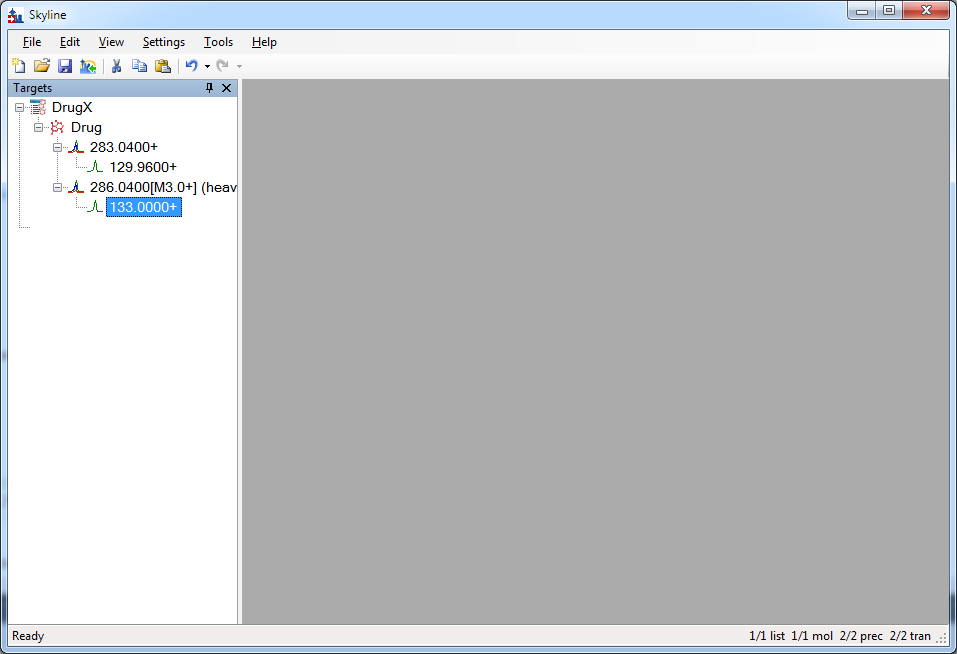 Skyline
File Edit View Settings Tools Help
Targets
DrugX
Drug
283.0400+
129.9600+
286.0400[M3.0+] (heav
133.0000+
Ready 1/1 list 1/1 mol 2/2 prec 2/2 tran